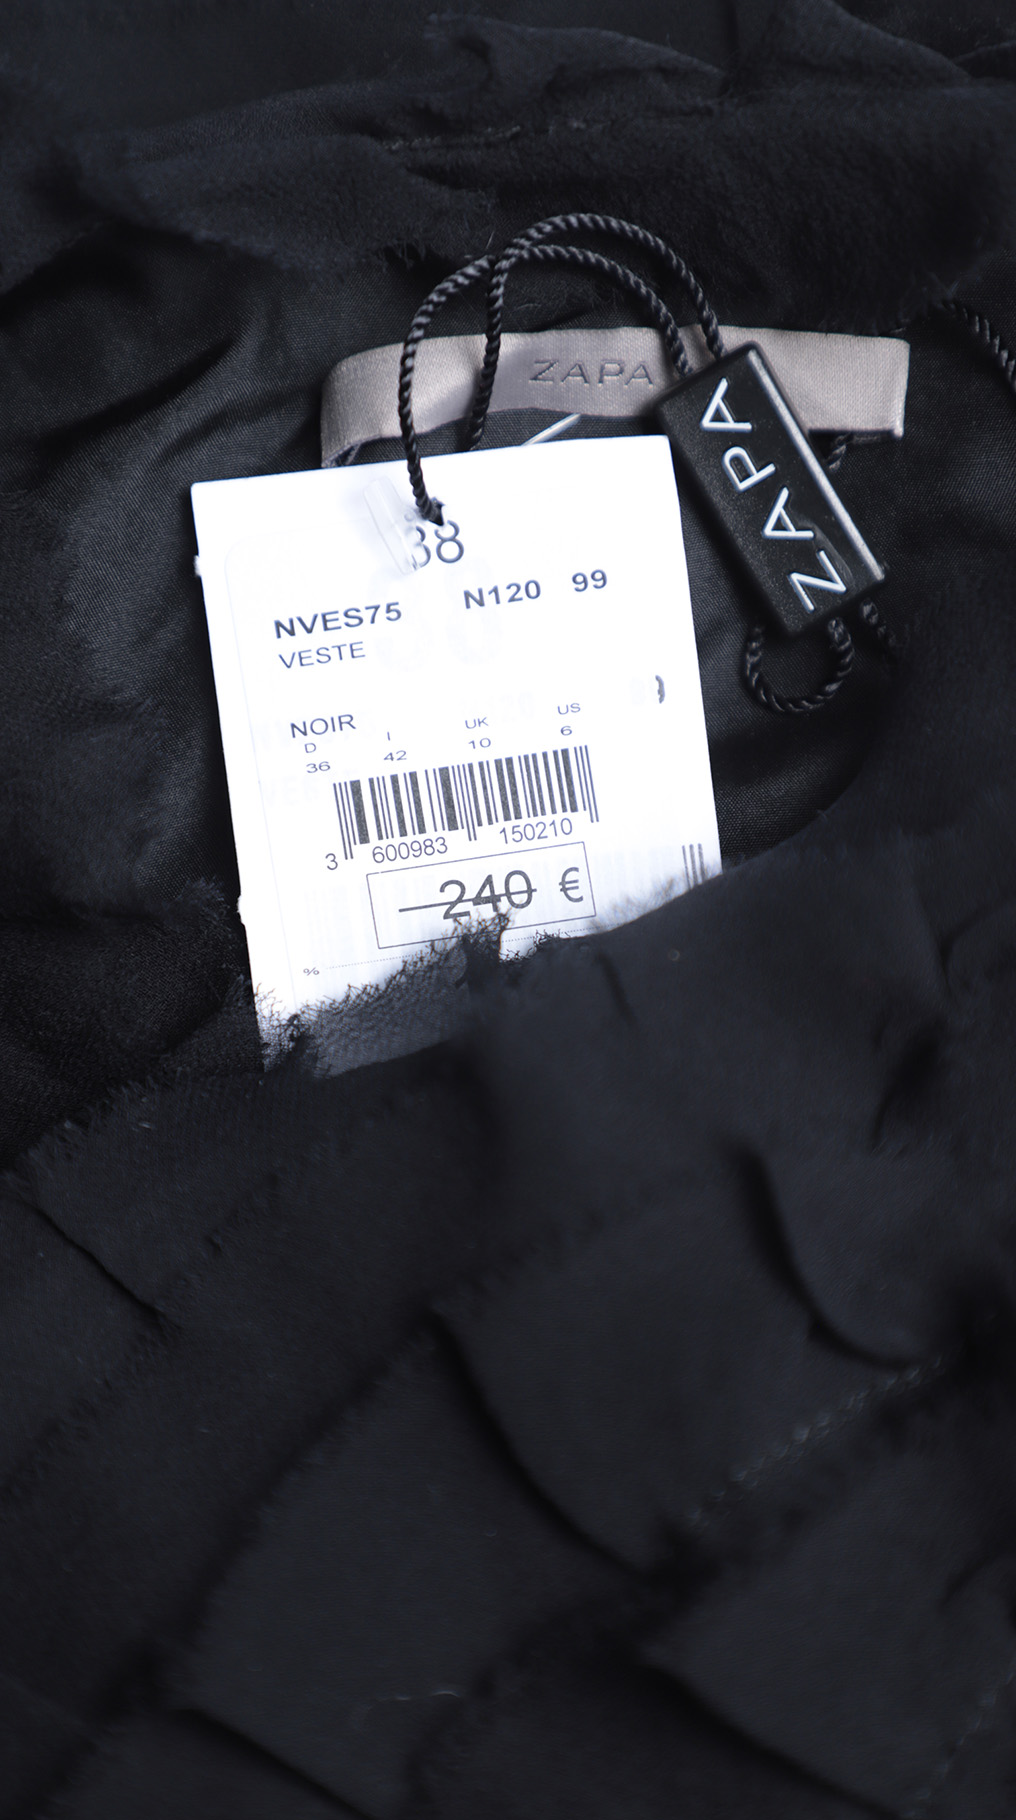 ZAPA
ZAPA
38
NVES75 N120 99
VESTE
NOIR
D I UK US
36 42 10 6
3 600983 150210
240 €
%